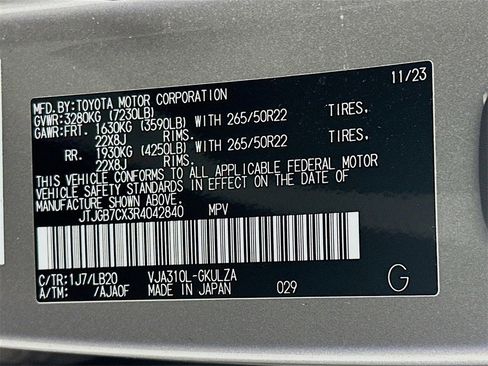 MFD.BY:TOYOTA MOTOR CORPORATION 11/23
GVWR:3280KG (7230LB)
GAWR:FRT. 1630KG (3590LB) WITH 265/50R22 TIRES,
22X8J RIMS.
RR. 1930KG (4250LB) WITH 265/50R22 TIRES,
22X8J RIMS.
THIS VEHICLE CONFORMS TO ALL APPLICABLE FEDERAL MOTOR
VEHICLE SAFETY STANDARDS IN EFFECT ON THE DATE OF
MANUFACTURE SHOWN ABOVE.
JTJGB7CX3R4042840 MPV
C/TR:1J7/LB20 VJA310L-GKULZA
A/TM: /AJA0F MADE IN JAPAN 029 G